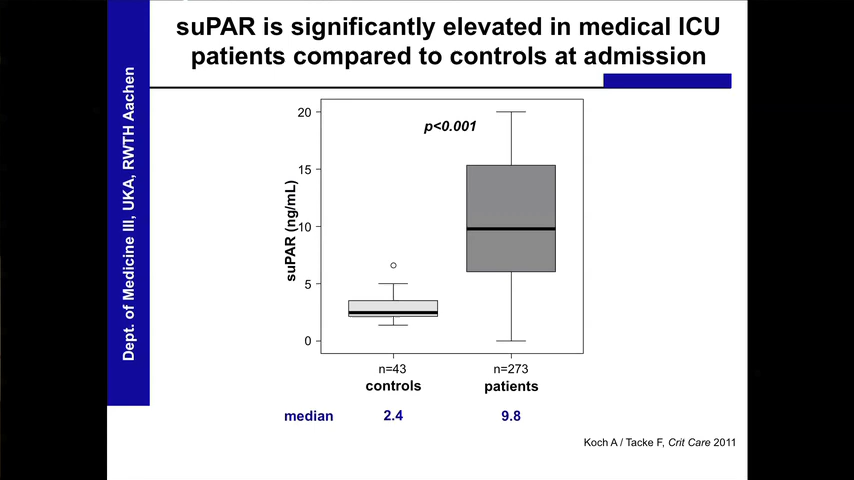 suPAR is significantly elevated in medical ICU
patients compared to controls at admission
Dept. of Medicine III, UKA, RWTH Aachen
p<0.001
suPAR (ng/mL)
20
15
10
5
0
n=43 n=273
controls patients
median 2.4 9.8
Koch A / Tacke F, Crit Care 2011